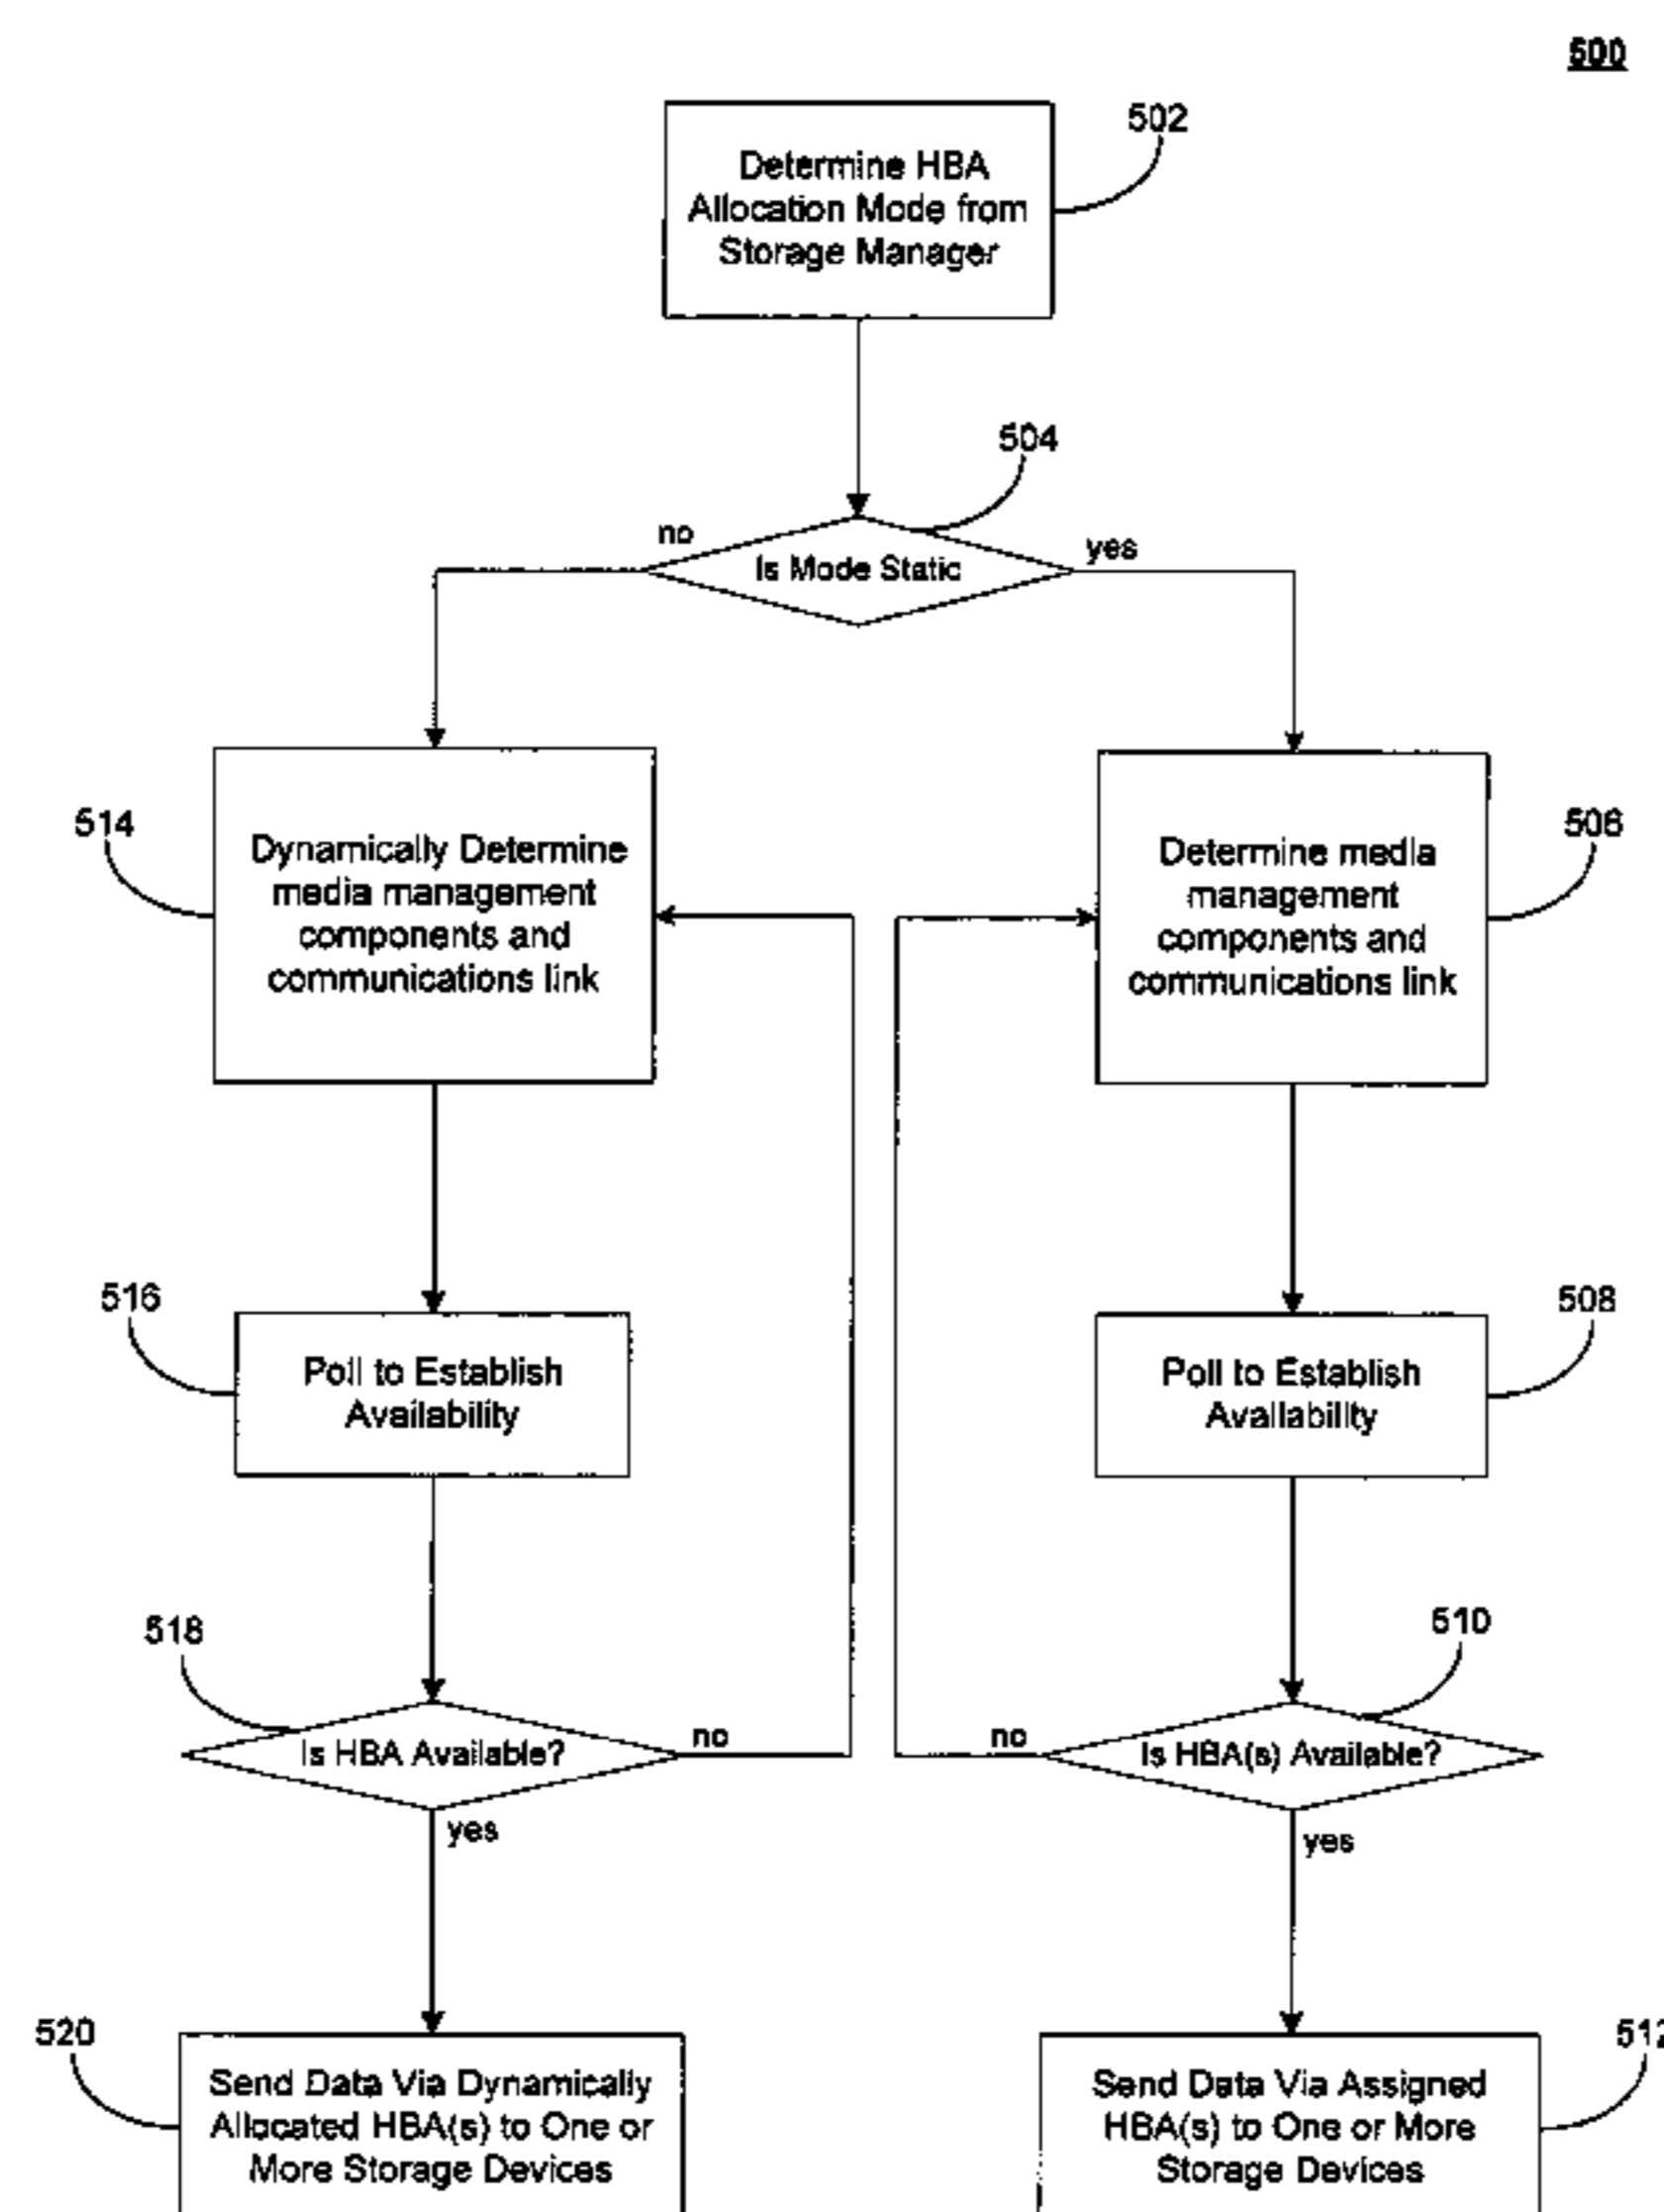 500
502
Determine HBA
Allocation Mode from
Storage Manager
504
no
Is Mode Static
yes
514
Dynamically Determine
media management
components and
communications link
506
Determine media
management
components and
communications link
516
Poll to Establish
Availability
508
Poll to Establish
Availability
518
Is HBA Available?
no
yes
510
no
Is HBA(s) Available?
yes
520
Send Data Via Dynamically
Allocated HBA(s) to One or
More Storage Devices
512
Send Data Via Assigned
HBA(s) to One or More
Storage Devices